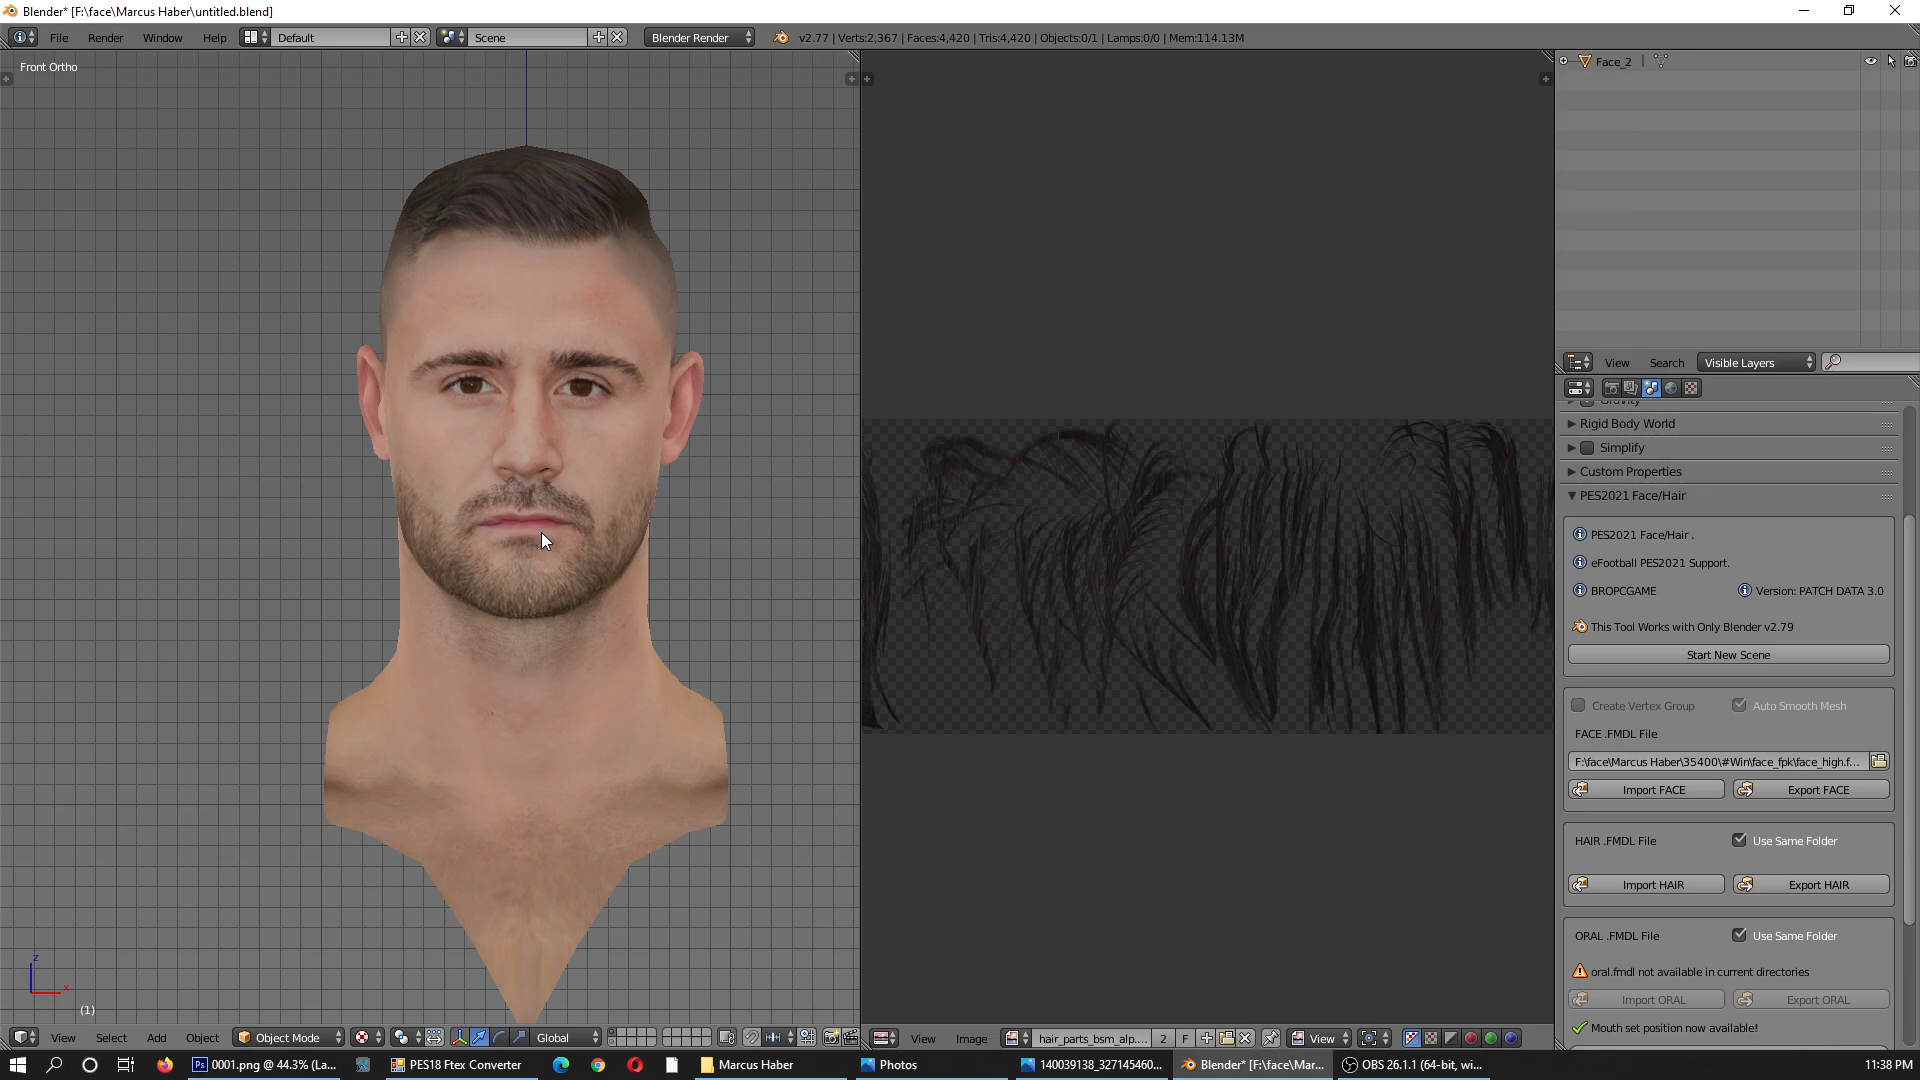 Blender* [F:\face\Marcus Haber\untitled.blend]
File Render Window Help Default Scene Blender Render v2.77 | Verts:2,367 | Faces:4,420 | Tris:4,420 | Objects:0/1 | Lamps:0/0 | Mem:114.13M
Front Ortho
Face_2
View Search Visible Layers
Gravity
Rigid Body World
Simplify
Custom Properties
PES2021 Face/Hair
PES2021 Face/Hair .
eFootball PES2021 Support.
BROPCGAME Version: PATCH DATA 3.0
This Tool Works with Only Blender v2.79
Start New Scene
Create Vertex Group Auto Smooth Mesh
FACE .FMDL File
F:\face\Marcus Haber\35400\#Win\face_fpk\face_high.f...
Import FACE Export FACE
HAIR .FMDL File Use Same Folder
Import HAIR Export HAIR
ORAL .FMDL File Use Same Folder
oral.fmdl not available in current directories
Import ORAL Export ORAL
Mouth set position now available!
z
x
(1)
View Select Add Object Object Mode Global View Image hair_parts_bsm_alp.... 2 F View
0001.png @ 44.3% (La... PES18 Ftex Converter Marcus Haber Photos 140039138_327145460... Blender* [F:\face\Mar... OBS 26.1.1 (64-bit, wi... 11:38 PM